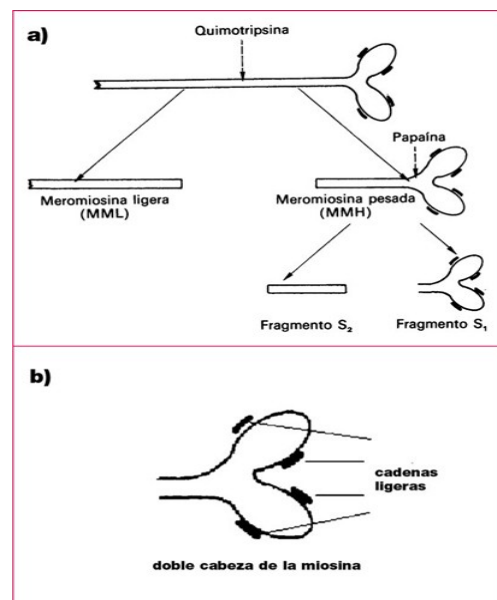 a)
Quimotripsina
Papaína
Meromiosina ligera
(MML)
Meromiosina pesada
(MMH)
Fragmento S₂
Fragmento S₁
b)
cadenas
ligeras
doble cabeza de la miosina